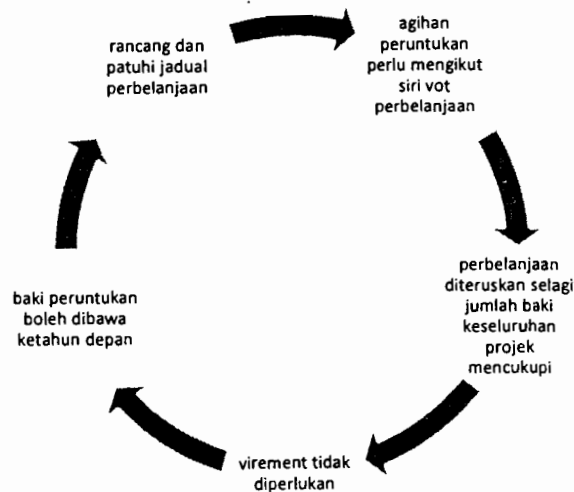 rancang dan
patuhi jadual
perbelanjaan
agihan
peruntukan
perlu mengikut
siri vot
perbelanjaan
perbelanjaan
diteruskan selagi
jumlah baki
keseluruhan
projek
mencukupi
virement tidak
diperlukan
baki peruntukan
boleh dibawa
ketahun depan